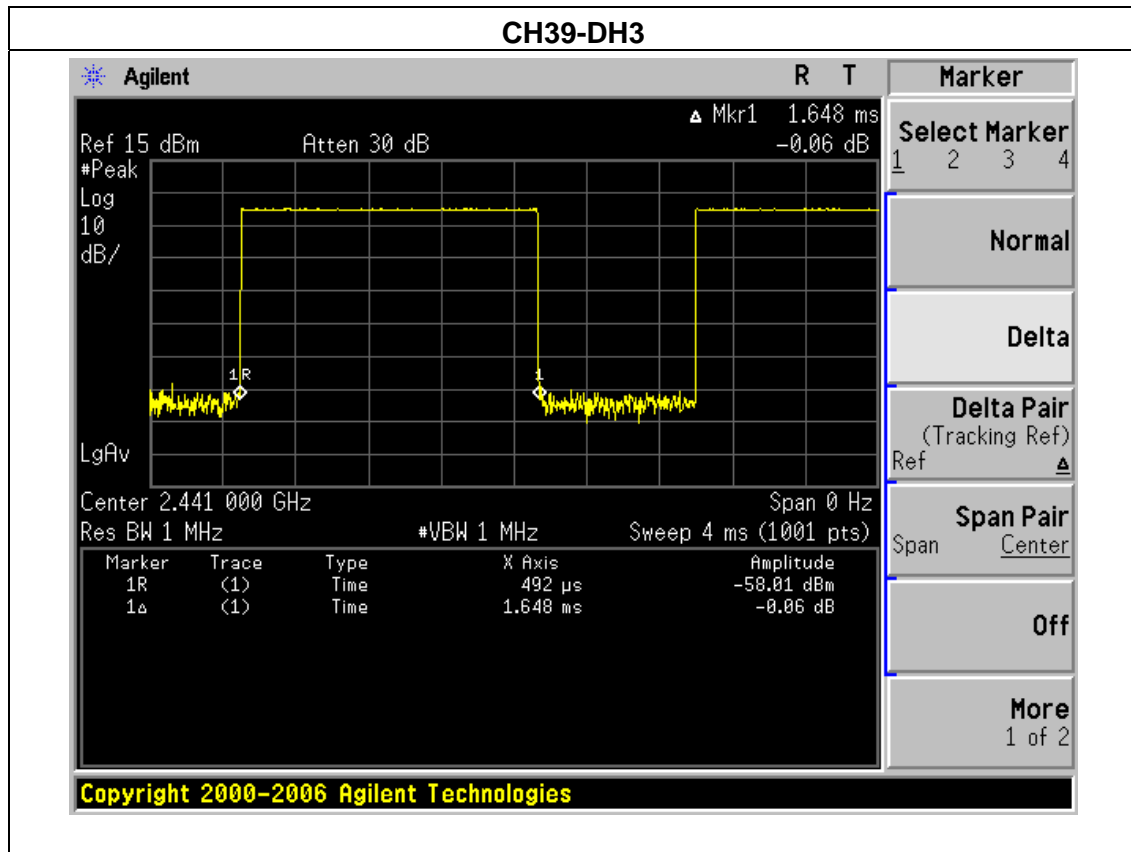 CH39-DH3
Agilent R T
Δ Mkr1 1.648 ms
Ref 15 dBm Atten 30 dB -0.06 dB
#Peak
Log
10
dB/
1R 1
LgAv
Center 2.441 000 GHz Span 0 Hz
Res BW 1 MHz #VBW 1 MHz Sweep 4 ms (1001 pts)
Marker Trace Type X Axis Amplitude
1R (1) Time 492 µs -58.01 dBm
1Δ (1) Time 1.648 ms -0.06 dB
Marker
Select Marker
1 2 3 4
Normal
Delta
Delta Pair
(Tracking Ref)
Ref Δ
Span Pair
Span Center
Off
More
1 of 2
Copyright 2000-2006 Agilent Technologies